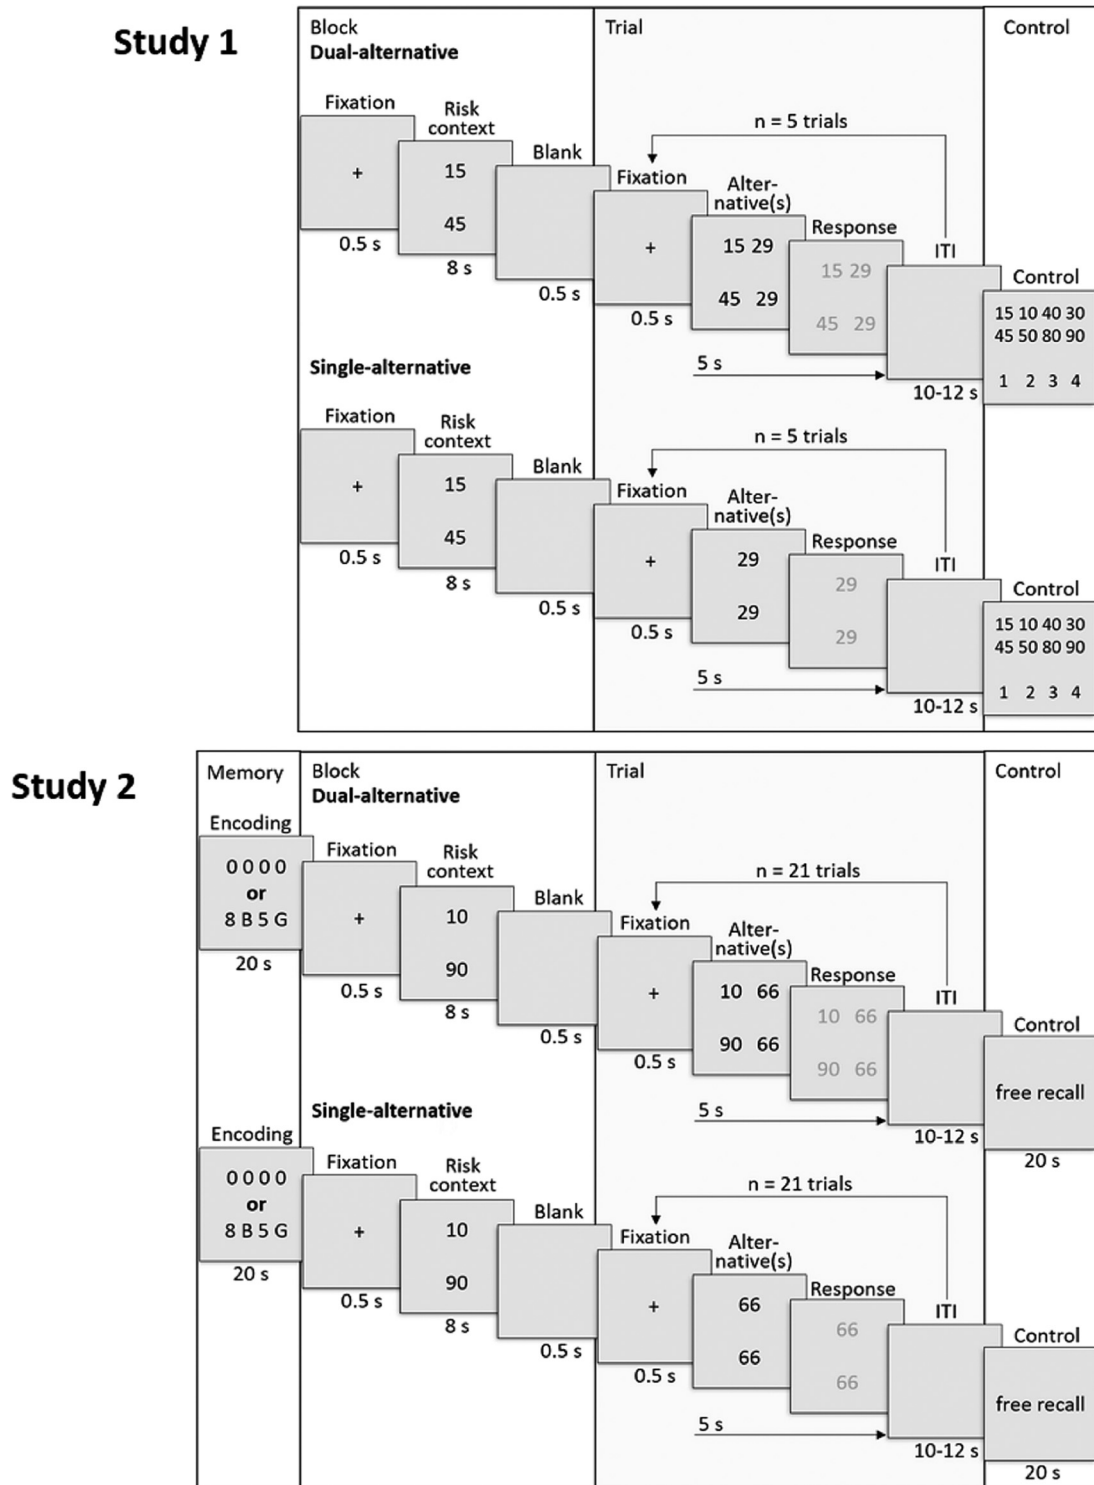 Study 1
Block
Dual-alternative
Trial
Control
Fixation
+
0.5 s
Risk
context
15
45
8 s
Blank
0.5 s
n = 5 trials
Fixation
+
0.5 s
Alter-
native(s)
15 29
45 29
Response
15 29
45 29
5 s
ITI
10-12 s
Control
15 10 40 30
45 50 80 90
1 2 3 4
Single-alternative
Fixation
+
0.5 s
Risk
context
15
45
8 s
Blank
0.5 s
n = 5 trials
Fixation
+
0.5 s
Alter-
native(s)
29
29
Response
29
29
5 s
ITI
10-12 s
Control
15 10 40 30
45 50 80 90
1 2 3 4
Study 2
Memory
Block
Dual-alternative
Trial
Control
Encoding
0 0 0 0
or
8 B 5 G
20 s
Fixation
+
0.5 s
Risk
context
10
90
8 s
Blank
0.5 s
n = 21 trials
Fixation
+
0.5 s
Alter-
native(s)
10 66
90 66
Response
10 66
90 66
5 s
ITI
10-12 s
Control
free recall
20 s
Single-alternative
Encoding
0 0 0 0
or
8 B 5 G
20 s
Fixation
+
0.5 s
Risk
context
10
90
8 s
Blank
0.5 s
n = 21 trials
Fixation
+
0.5 s
Alter-
native(s)
66
66
Response
66
66
5 s
ITI
10-12 s
Control
free recall
20 s